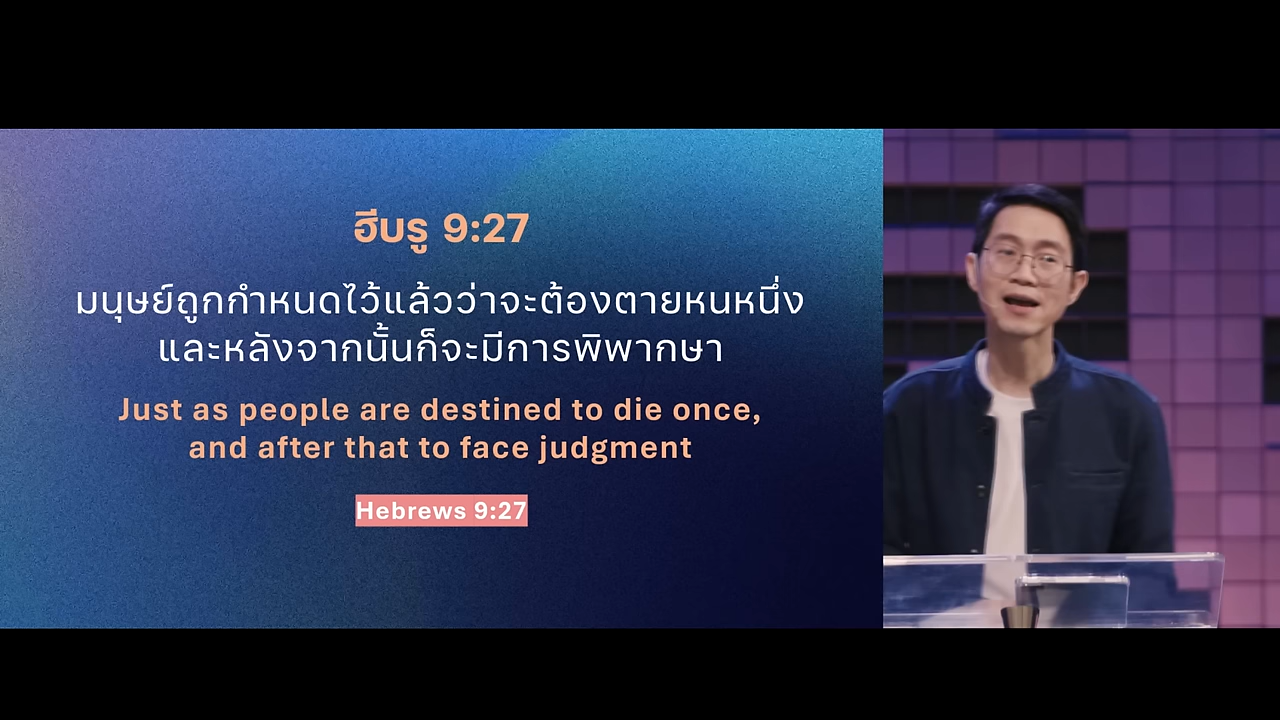 ฮีบรู 9:27
มนุษย์ถูกกำหนดไว้แล้วว่าจะต้องตายหนหนึ่ง
และหลังจากนั้นก็จะมีการพิพากษา
Just as people are destined to die once,
and after that to face judgment
Hebrews 9:27